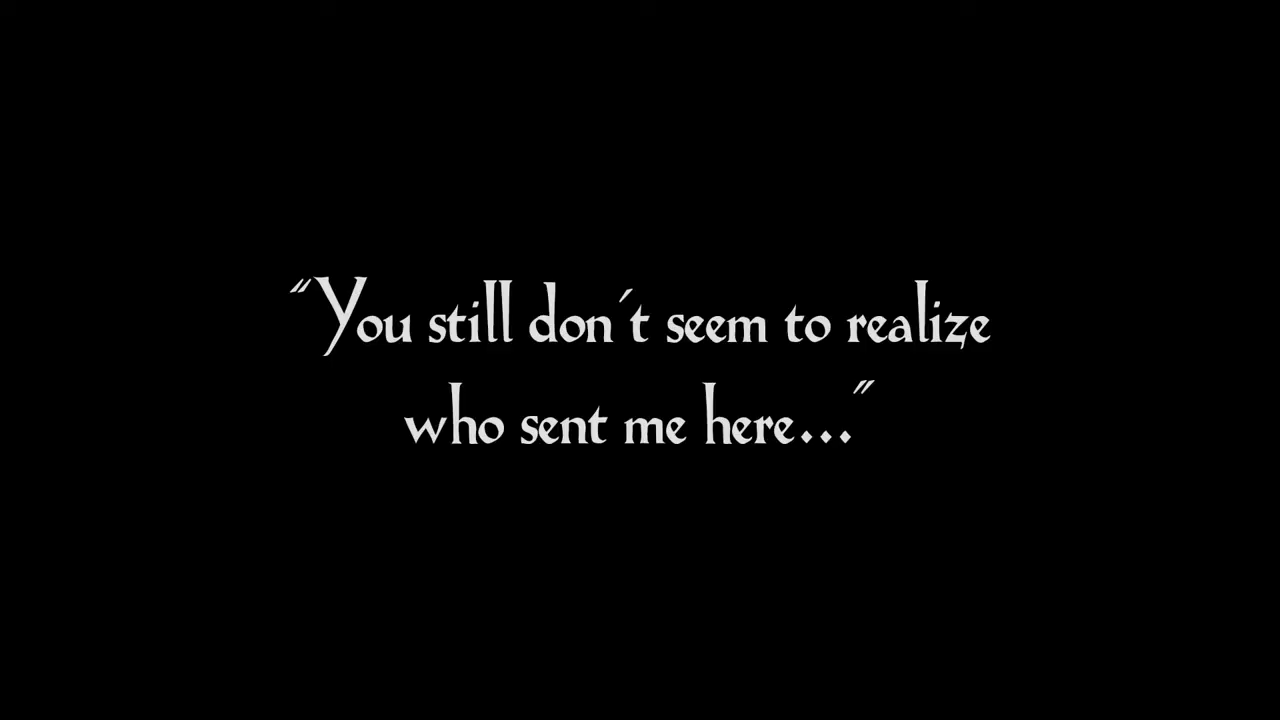 “You still don´t seem to realize
who sent me here...”